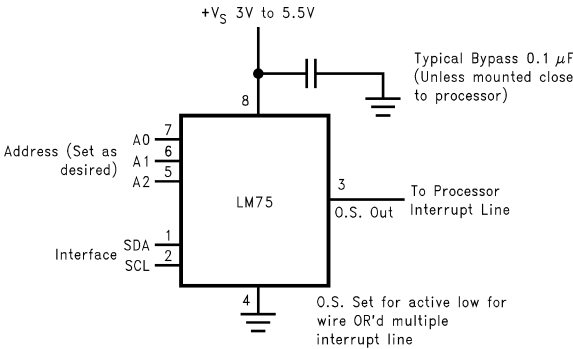 +VS 3V to 5.5V
Typical Bypass 0.1 μF
(Unless mounted close
to processor)
8
Address (Set as
desired)
A0 7
A1 6
A2 5
LM75
3
O.S. Out
To Processor
Interrupt Line
Interface
SDA 1
SCL 2
4
O.S. Set for active low for
wire OR'd multiple
interrupt line